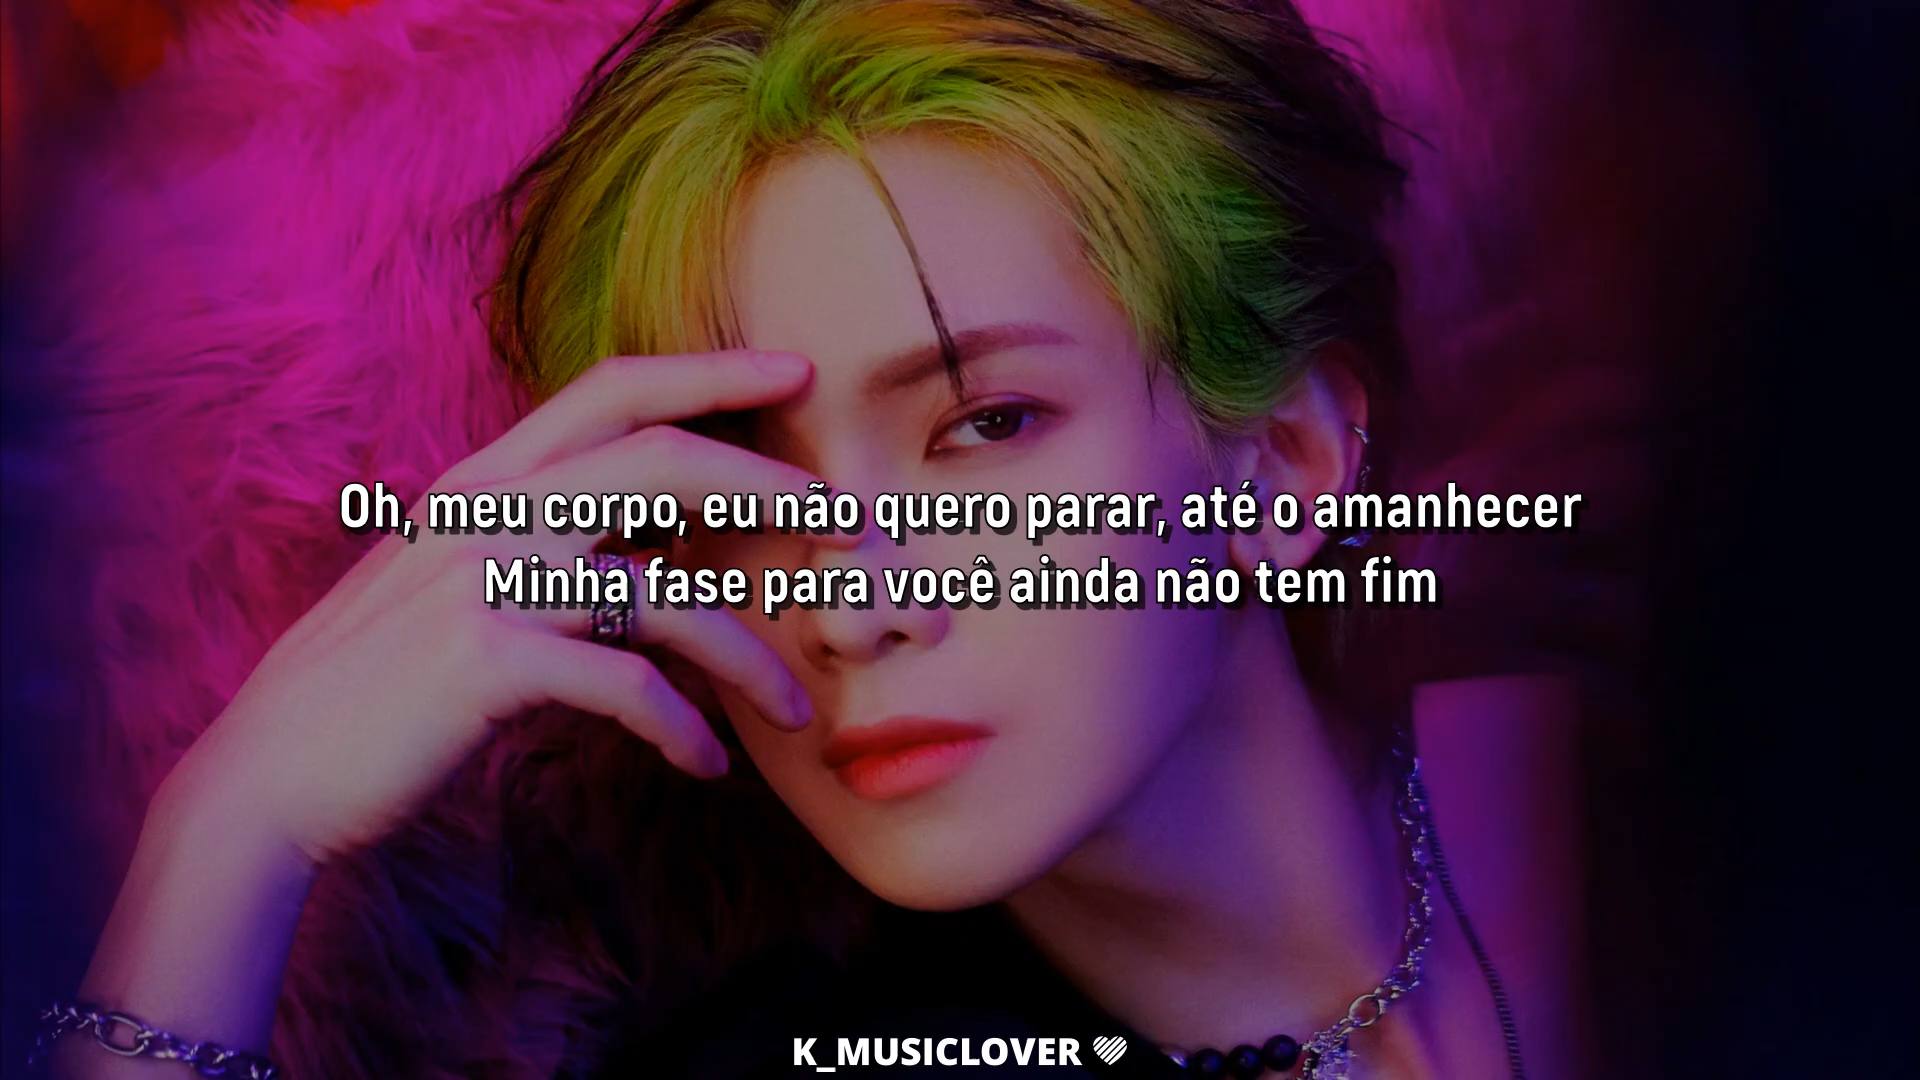 Oh, meu corpo, eu não quero parar, até o amanhecer
Minha fase para você ainda não tem fim
K_MUSICLOVER